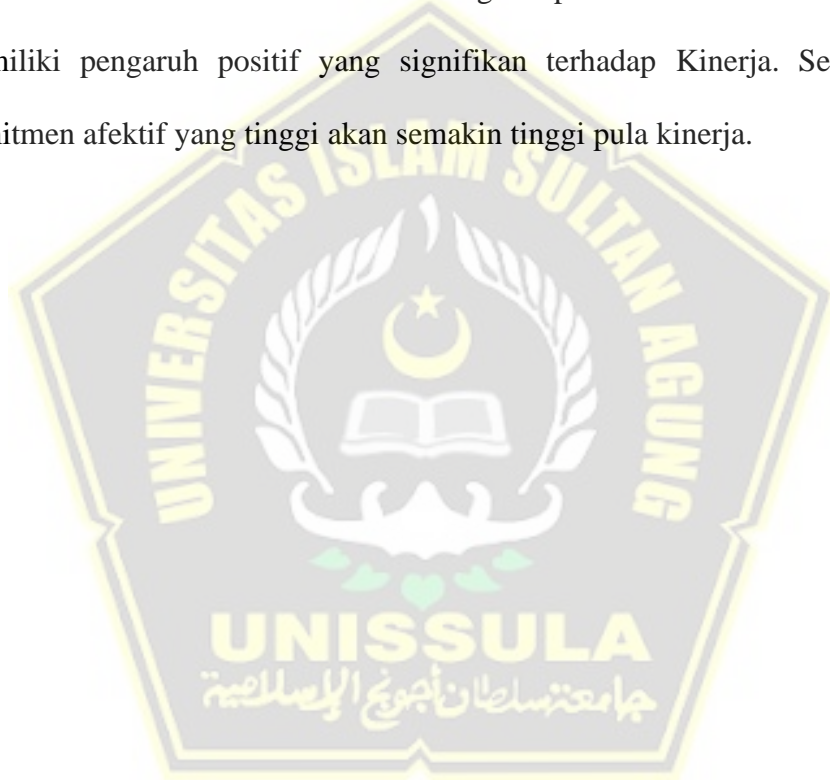 miliki pengaruh positif yang signifikan terhadap Kinerja. Se
itmen afektif yang tinggi akan semakin tinggi pula kinerja.
UNIVERSITAS ISLAM SULTAN AGUNG
UNISSULA
جامعة سلطان أجونج الإسلامية